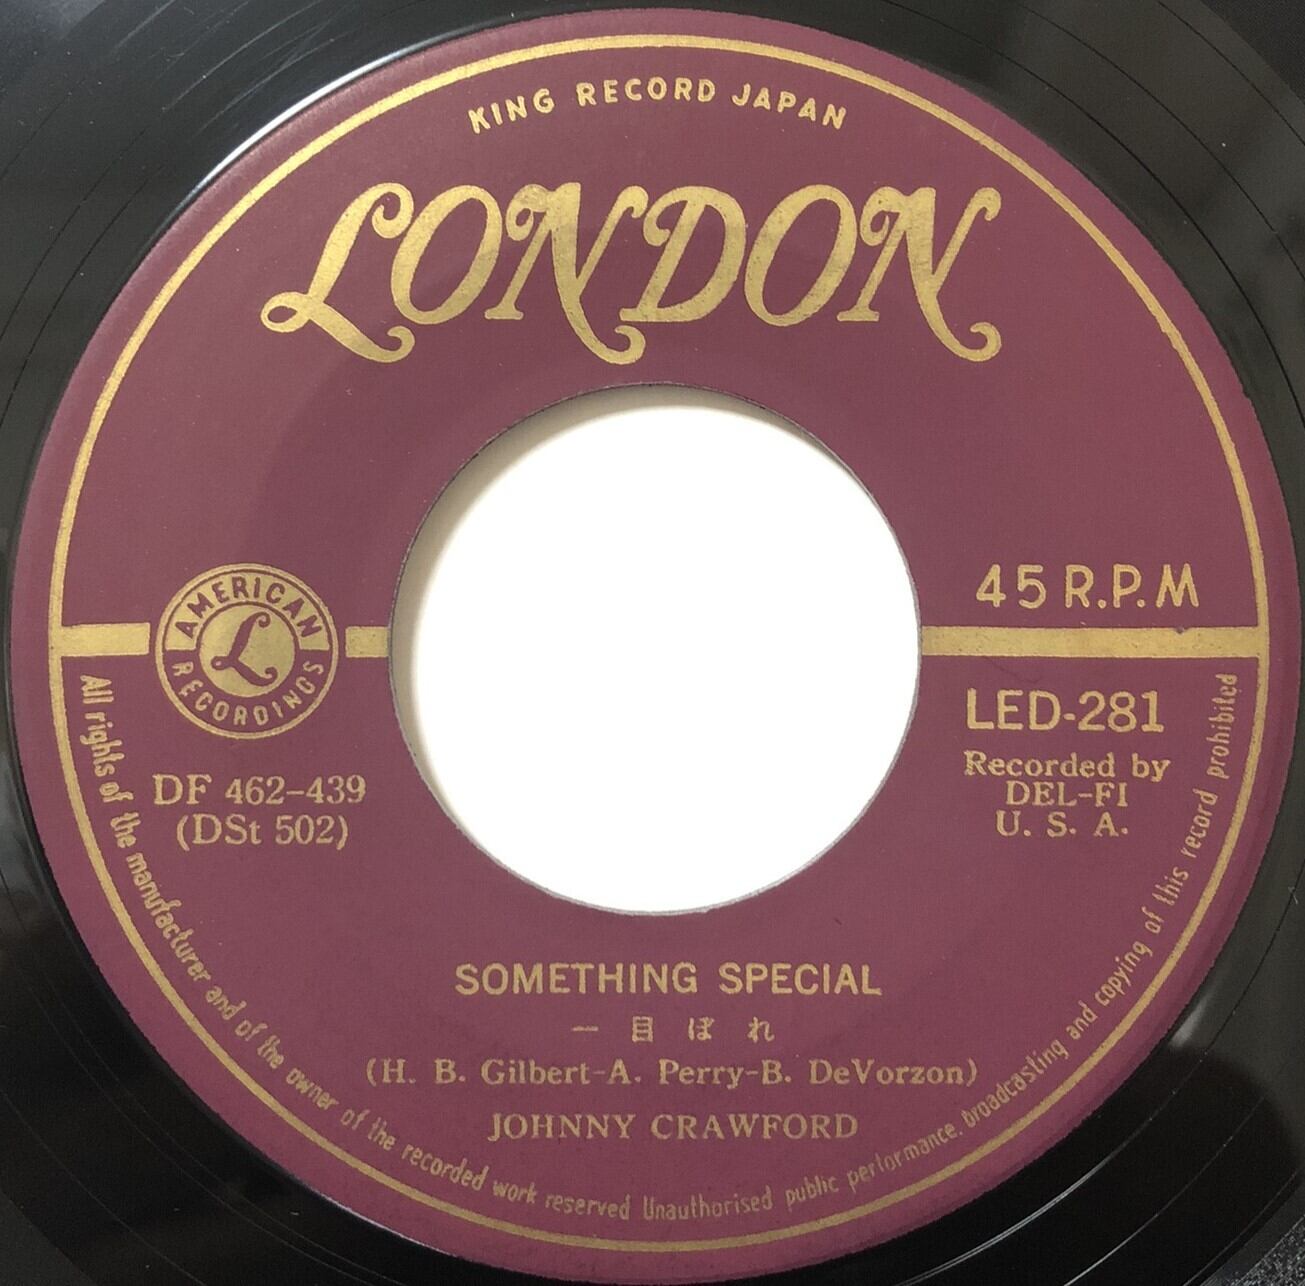 KING RECORD JAPAN
LONDON
AMERICAN
L
RECORDINGS
45 R.P.M
LED-281
Recorded by
DEL-FI
U. S. A.
DF 462-439
(DSt 502)
SOMETHING SPECIAL
一目ぼれ
(H. B. Gilbert-A. Perry-B. DeVorzon)
JOHNNY CRAWFORD
All rights of the manufacturer and of the owner of the recorded work reserved Unauthorised public performance. broadcasting and copying of this record prohibited